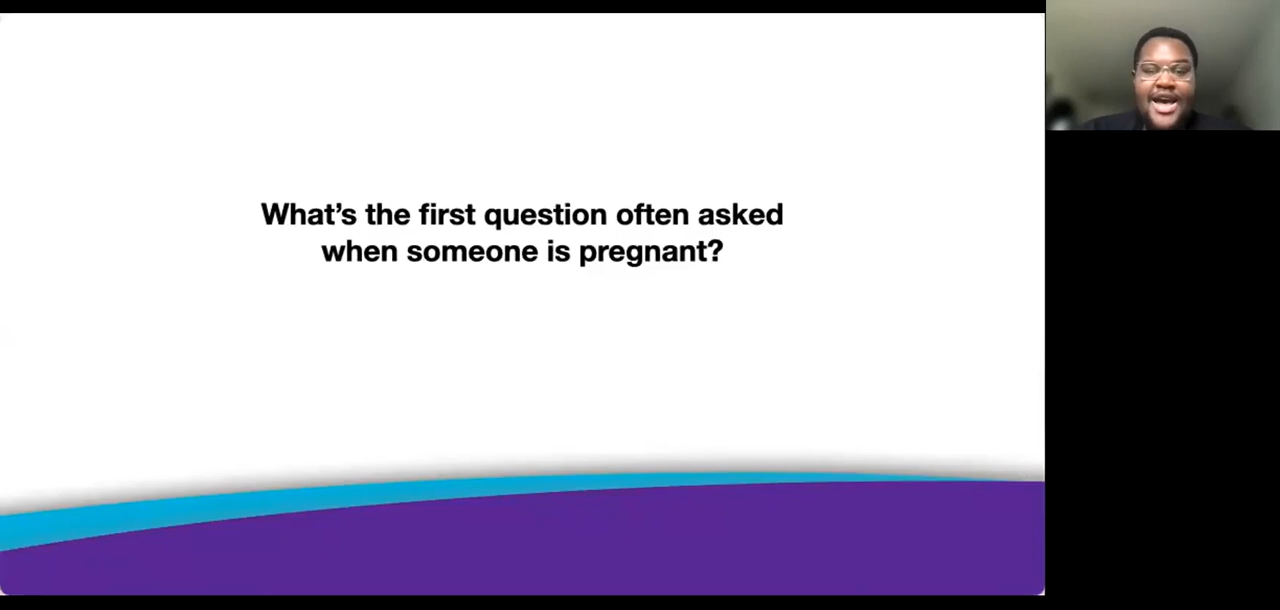 What’s the first question often asked
when someone is pregnant?